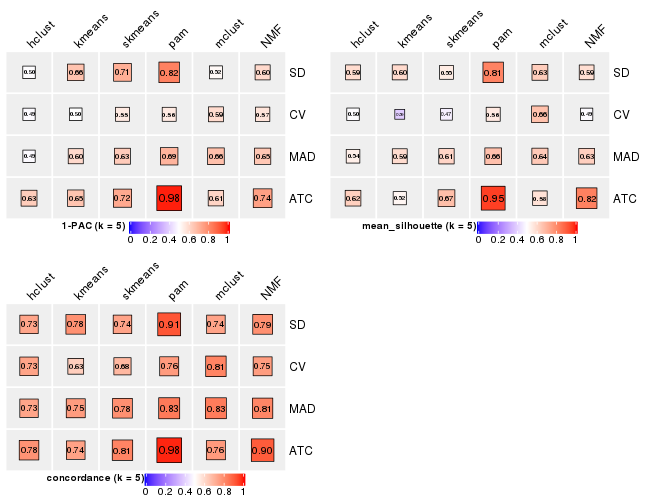 hclust kmeans skmeans pam mclust NMF
0.50 0.66 0.71 0.82 0.52 0.60 SD
0.49 0.50 0.55 0.56 0.59 0.57 CV
0.49 0.60 0.63 0.69 0.66 0.65 MAD
0.63 0.65 0.72 0.98 0.61 0.74 ATC
1-PAC (k = 5)
0 0.2 0.4 0.6 0.8 1
hclust kmeans skmeans pam mclust NMF
0.59 0.60 0.55 0.81 0.63 0.59 SD
0.50 0.47 0.56 0.66 0.49 CV
0.54 0.59 0.61 0.66 0.64 0.63 MAD
0.62 0.52 0.67 0.95 0.56 0.82 ATC
mean_silhouette (k = 5)
0 0.2 0.4 0.6 0.8 1
hclust kmeans skmeans pam mclust NMF
0.73 0.78 0.74 0.91 0.74 0.79 SD
0.73 0.63 0.68 0.76 0.81 0.75 CV
0.73 0.75 0.78 0.83 0.83 0.81 MAD
0.78 0.74 0.81 0.98 0.76 0.90 ATC
concordance (k = 5)
0 0.2 0.4 0.6 0.8 1